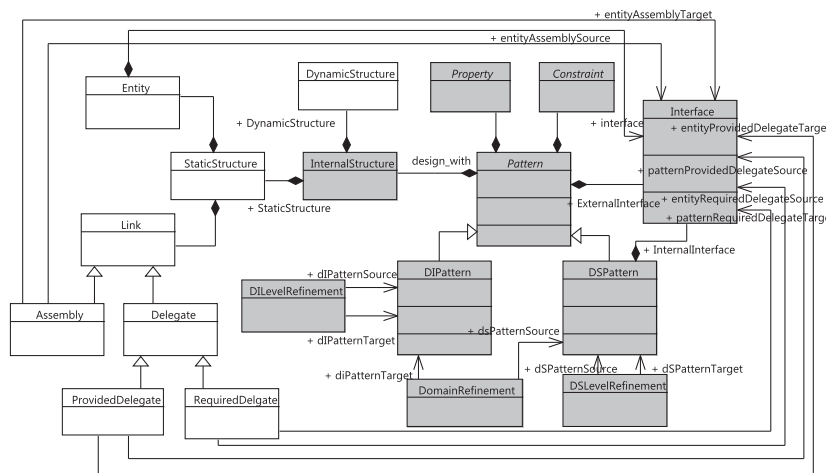 + entityAssemblyTarget
+ entityAssemblySource
Entity
DynamicStructure
Property
Constraint
Interface
+ DynamicStructure
+ interface
+ entityProvidedDelegateTarge
StaticStructure
InternalStructure
design_with
Pattern
+ patternProvidedDelegateSource
+ StaticStructure
+ ExternalInterface
+ entityRequiredDelegateSource
+ patternRequiredDelegateTarge
Link
+ InternalInterface
+ dIPatternSource
DIPattern
DSPattern
DILevelRefinement
Assembly
Delegate
+ dsPatternSource
+ dIPatternTarget
+ diPatternTarget
+ dSPatternSource
+ dSPatternTarget
DomainRefinement
DSLevelRefinement
ProvidedDelegate
RequiredDelgate